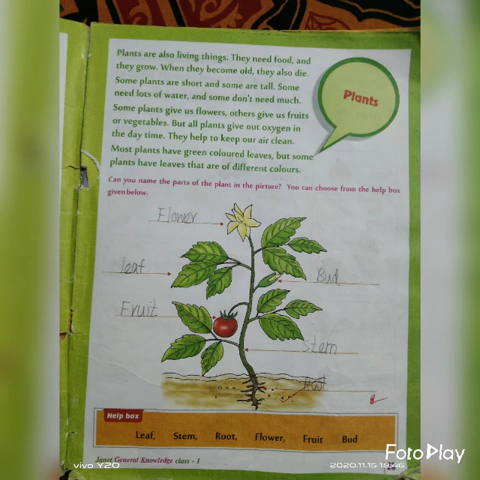 Plants are also living things. They need food, and
they grow. When they become old, they also die.
Some plants are short and some are tall. Some
need lots of water, and some don't need much.
Some plants give us flowers, others give us fruits
or vegetables. But all plants give out oxygen in
the day time. They help to keep our air clean.
Most plants have green coloured leaves, but some
plants have leaves that are of different colours.
Plants
Can you name the parts of the plant in the picture? You can choose from the help box
given below.
Flower
leaf
Bud
Fruit
Stem
Root
Help box
Leaf, Stem, Root, Flower, Fruit Bud
Janet General Knowledge class - 1
vivo Y20
FotoPlay
2020.11.15 18:46